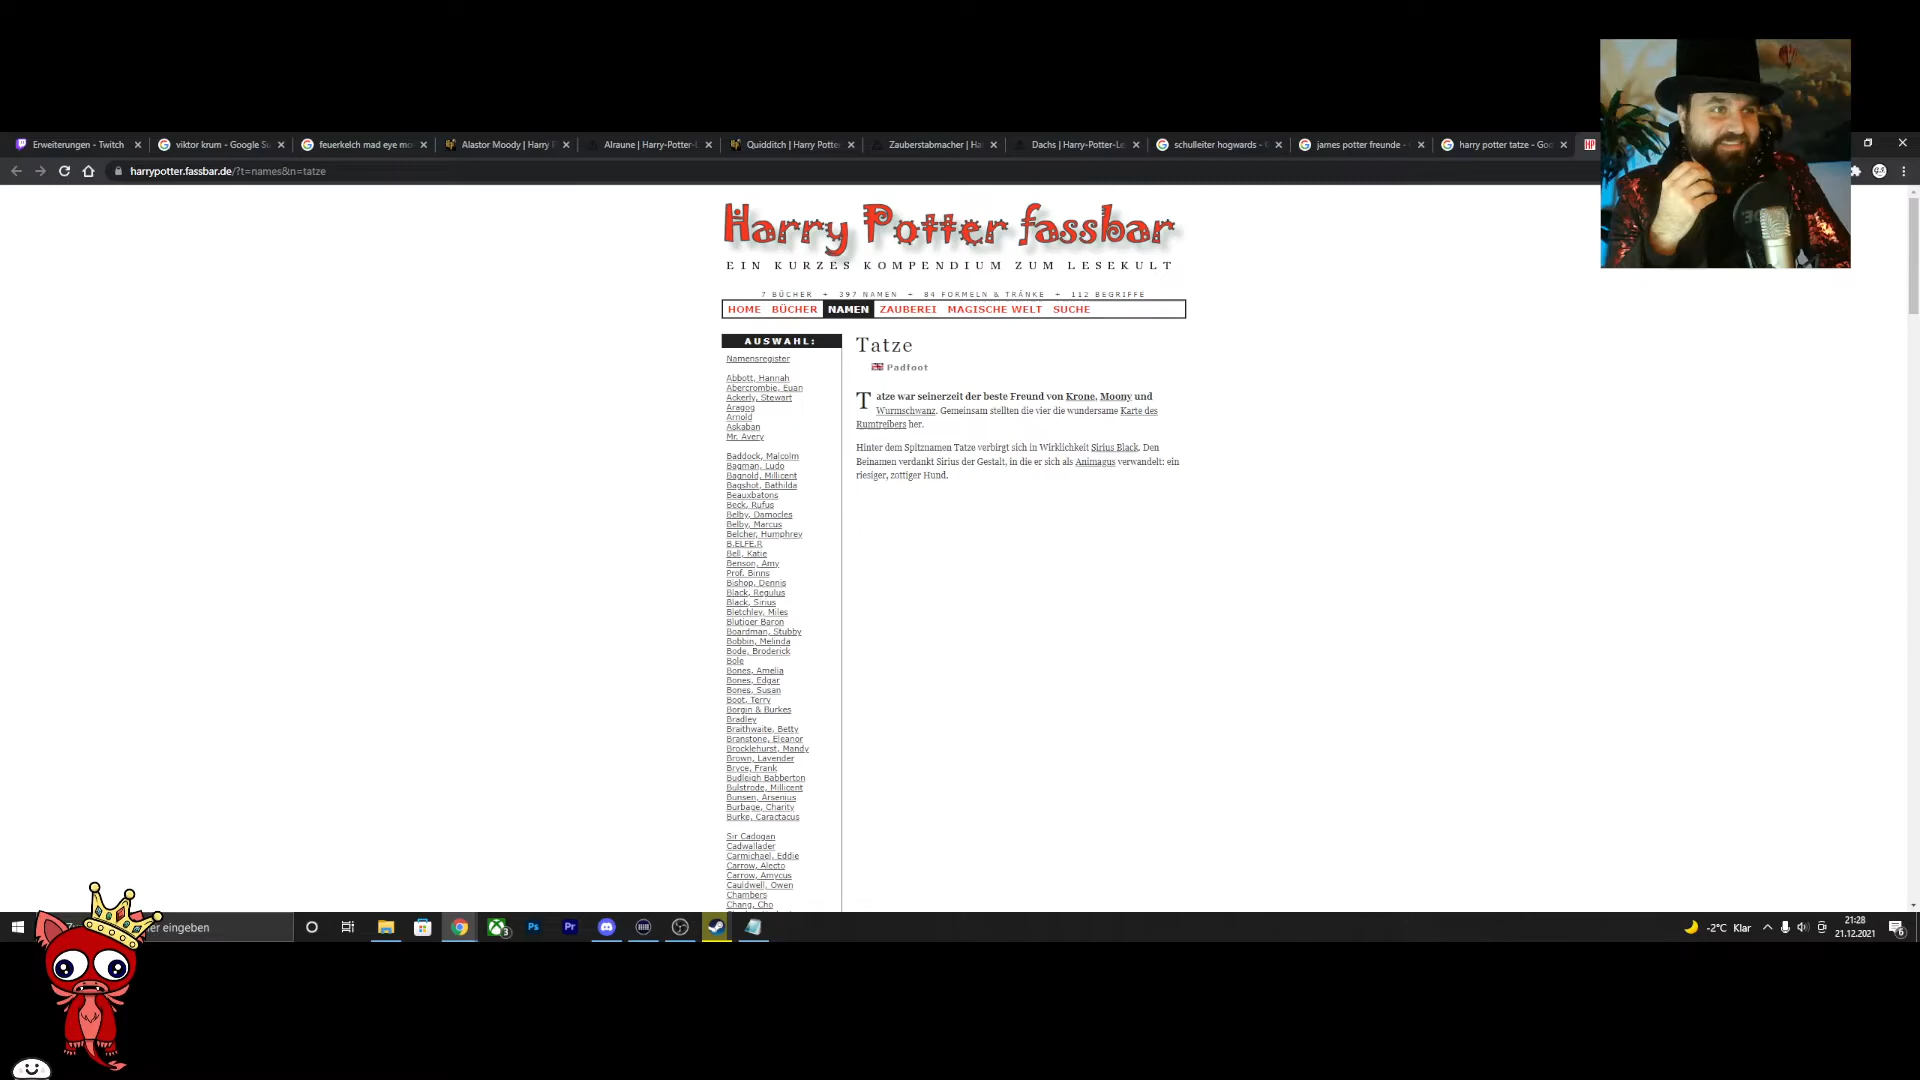 Erweiterungen - Twitch
viktor krum - Google Su
feuerkelch mad eye mo
Alastor Moody | Harry P
Alraune | Harry-Potter-L
Quidditch | Harry Potter
Zauberstabmacher | Ha
Dachs | Harry-Potter-Le
schulleiter hogwards - G
james potter freunde -
harry potter tatze - Goo
harrypotter.fassbar.de/?t=names&n=tatze
Harry Potter fassbar
EIN KURZES KOMPENDIUM ZUM LESEKULT
7 BÜCHER + 397 NAMEN + 84 FORMELN & TRÄNKE + 112 BEGRIFFE
HOME BÜCHER NAMEN ZAUBEREI MAGISCHE WELT SUCHE
AUSWAHL:
Namensregister
Abbott, Hannah
Abercrombie, Euan
Ackerly, Stewart
Aragog
Arnold
Askaban
Mr. Avery
Baddock, Malcolm
Bagman, Ludo
Bagnold, Millicent
Bagshot, Bathilda
Beauxbatons
Beck, Rufus
Belby, Damocles
Belby, Marcus
Belcher, Humphrey
B.ELFE.R
Bell, Katie
Benson, Amy
Prof. Binns
Bishop, Dennis
Black, Regulus
Black, Sirius
Bletchley, Miles
Blutiger Baron
Boardman, Stubby
Bobbin, Melinda
Bode, Broderick
Bole
Bones, Amelia
Bones, Edgar
Bones, Susan
Boot, Terry
Borgin & Burkes
Bradley
Braithwaite, Betty
Branstone, Eleanor
Brocklehurst, Mandy
Brown, Lavender
Bryce, Frank
Budleigh Babberton
Bulstrode, Millicent
Bunsen, Arsenius
Burbage, Charity
Burke, Caractacus
Sir Cadogan
Cadwallader
Carmichael, Eddie
Carrow, Alecto
Carrow, Amycus
Cauldwell, Owen
Chambers
Chang, Cho
Tatze
Padfoot
Tatze war seinerzeit der beste Freund von Krone, Moony und
Wurmschwanz. Gemeinsam stellten die vier die wundersame Karte des
Rumtreibers her.
Hinter dem Spitznamen Tatze verbirgt sich in Wirklichkeit Sirius Black. Den
Beinamen verdankt Sirius der Gestalt, in die er sich als Animagus verwandelt: ein
riesiger, zottiger Hund.
er eingeben
3
Ps
Pr
-2°C Klar
21:28
21.12.2021
6